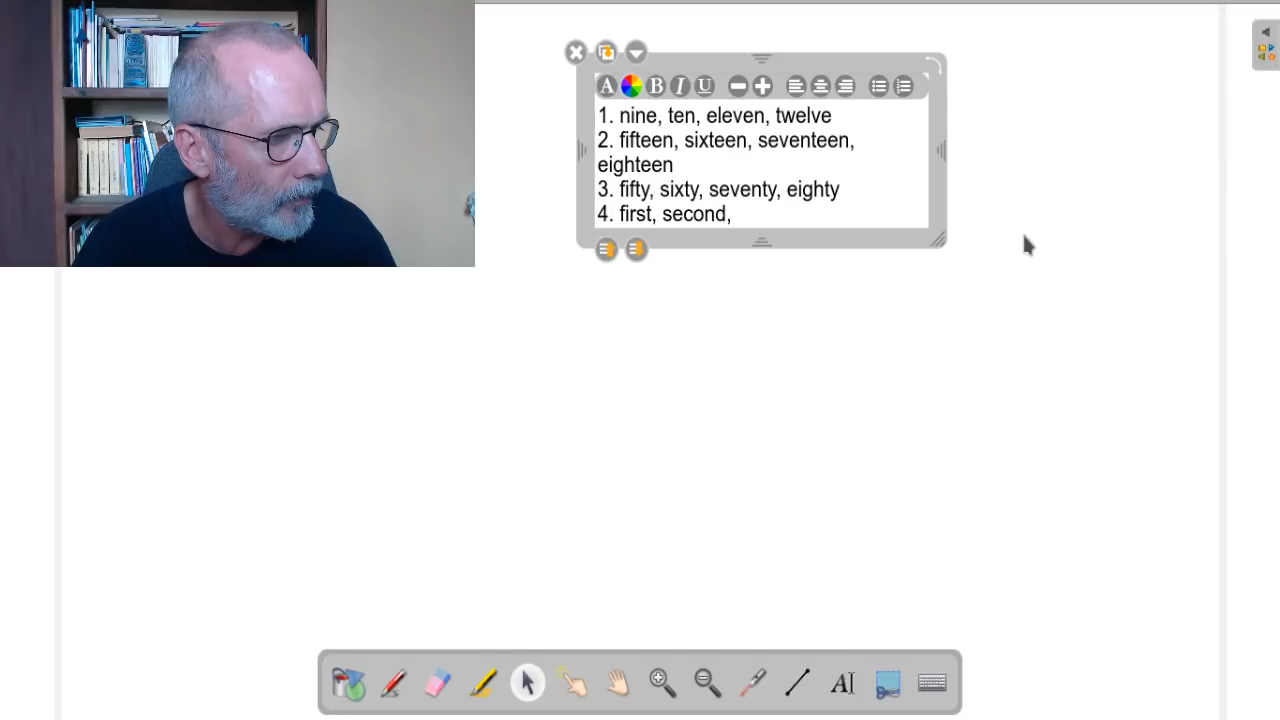 1. nine, ten, eleven, twelve
2. fifteen, sixteen, seventeen,
eighteen
3. fifty, sixty, seventy, eighty
4. first, second,